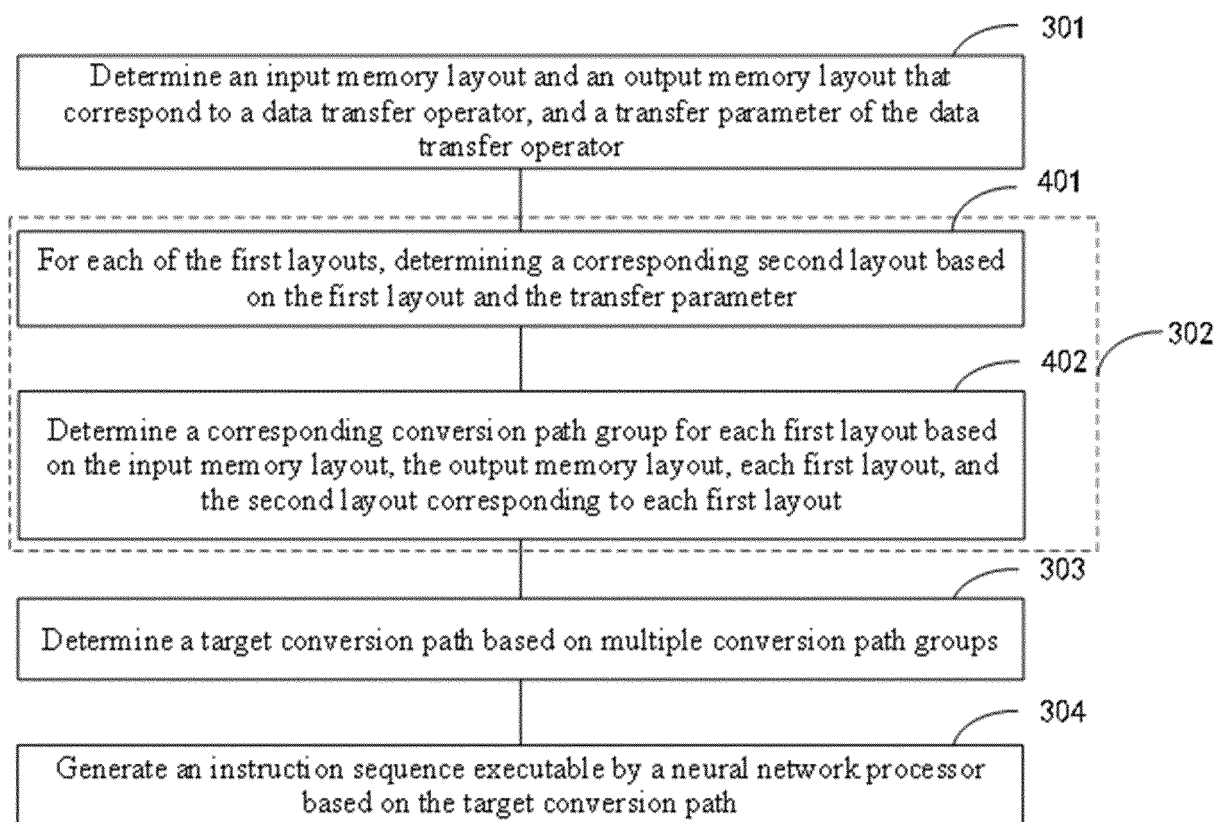 301
Determine an input memory layout and an output memory layout that
correspond to a data transfer operator, and a transfer parameter of the data
transfer operator
401
For each of the first layouts, determining a corresponding second layout based
on the first layout and the transfer parameter
302
402
Determine a corresponding conversion path group for each first layout based
on the input memory layout, the output memory layout, each first layout, and
the second layout corresponding to each first layout
303
Determine a target conversion path based on multiple conversion path groups
304
Generate an instruction sequence executable by a neural network processor
based on the target conversion path